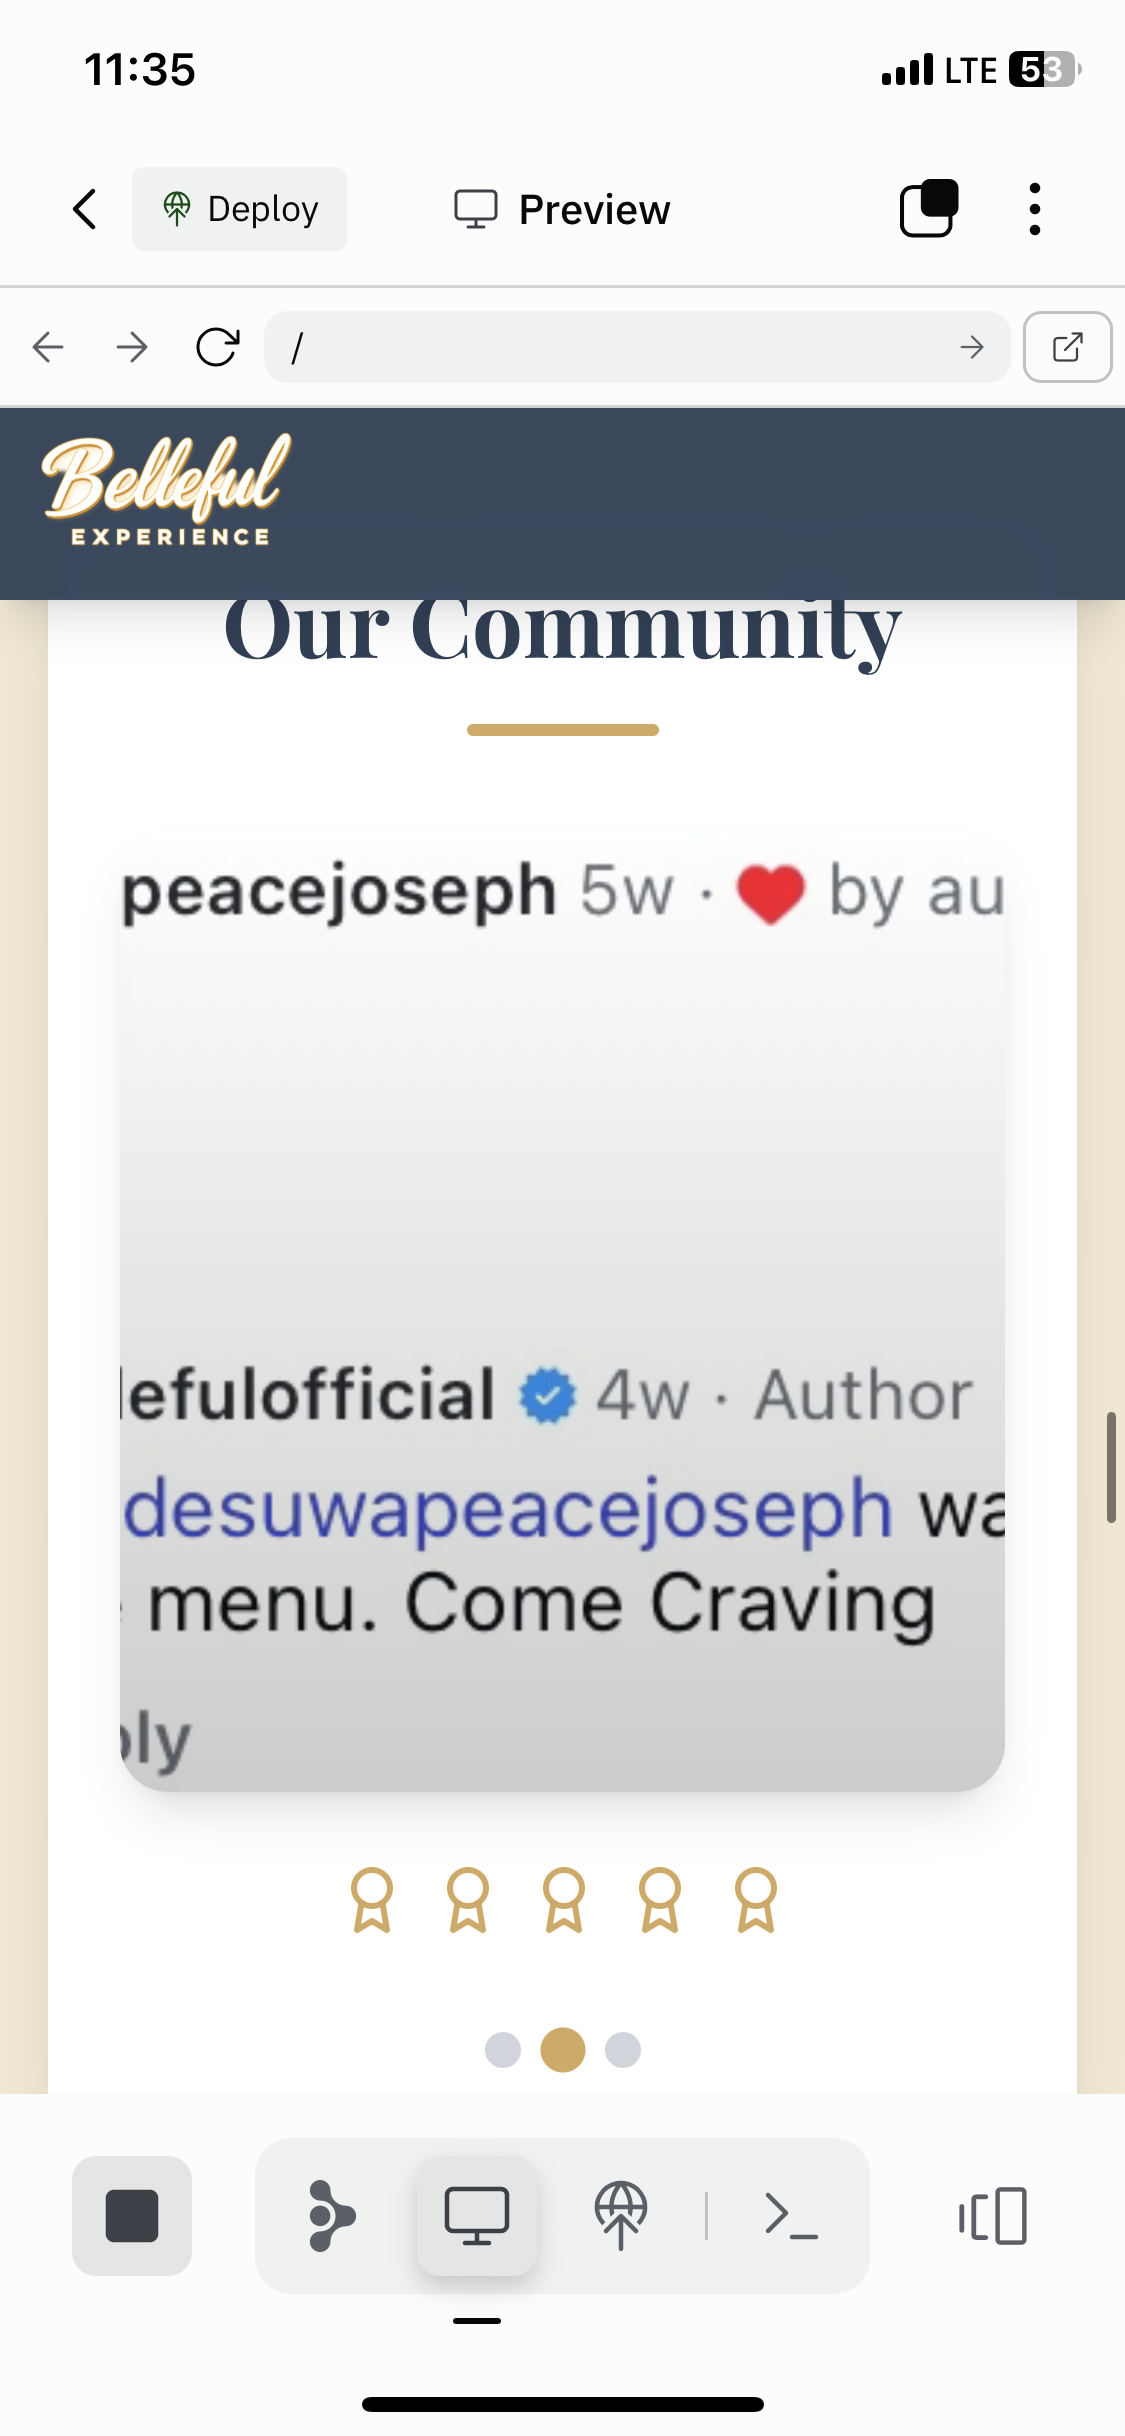 11:35
LTE 53
Deploy
Preview
/
Belleful
EXPERIENCE
Our Community
peacejoseph 5w · ❤️ by au
lefulofficial 4w · Author
desuwapeacejoseph wa
menu. Come Craving
ply